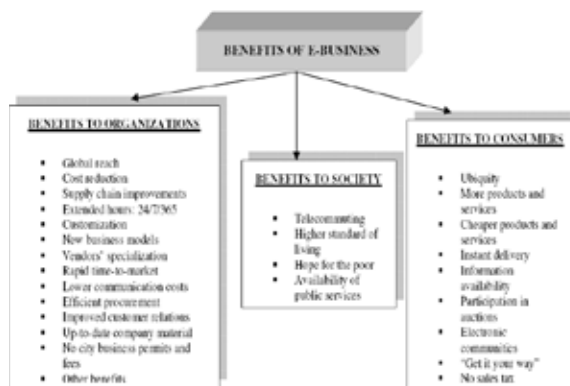 BENEFITS OF E-BUSINESS
BENEFITS TO ORGANIZATIONS
Global reach
Cost reduction
Supply chain improvements
Extended hours: 24/7/365
Customization
New business models
Vendors' specialization
Rapid time-to-market
Lower communication costs
Efficient procurement
Improved customer relations
Up-to-date company material
No city business permits and
fees
Other benefits
BENEFITS TO SOCIETY
Telecommuting
Higher standard of
living
Hope for the poor
Availability of
public services
BENEFITS TO CONSUMERS
Ubiquity
More products and
services
Cheaper products and
services
Instant delivery
Information
availability
Participation in
auctions
Electronic
communities
"Get it your way"
No sales tax